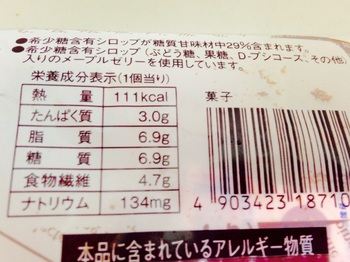 ●希少糖含有シロップが糖質甘味材中29%含まれます。
●希少糖含有シロップ(ぶどう糖、果糖、D-プシコース、その他)
入りのメープルゼリーを使用しています。
栄養成分表示(1個当り)
熱量 111kcal
たんぱく質 3.0g
脂質 6.9g
糖質 6.9g
食物繊維 4.7g
ナトリウム 134mg
菓子
4 903423 18710
本品に含まれているアレルギー物質